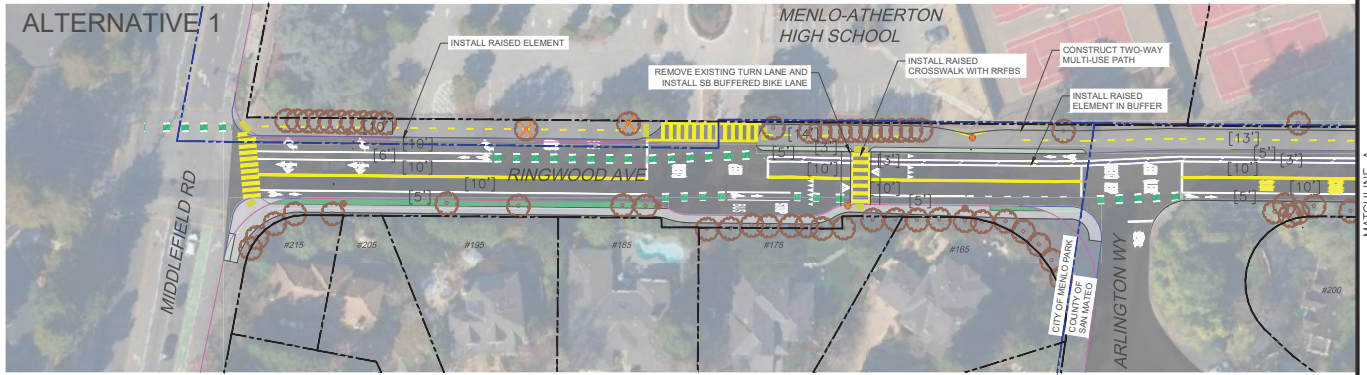 ALTERNATIVE 1
MENLO-ATHERTON
HIGH SCHOOL
INSTALL RAISED ELEMENT
REMOVE EXISTING TURN LANE AND
INSTALL SB BUFFERED BIKE LANE
INSTALL RAISED
CROSSWALK WITH RRFBS
CONSTRUCT TWO-WAY
MULTI-USE PATH
INSTALL RAISED
ELEMENT IN BUFFER
[14'
[13']
[6']
[5']
[5']
[3']
[3']
[10']
[10']
RINGWOOD AVE
[10']
10']
[10']
[5']
[5']
[5']
BUS
MIDDLEFIELD RD
#215
#205
#195
#185
#175
#165
CITY OF MENLO PARK
COUNTY OF
SAN MATEO
ARLINGTON WY
#200